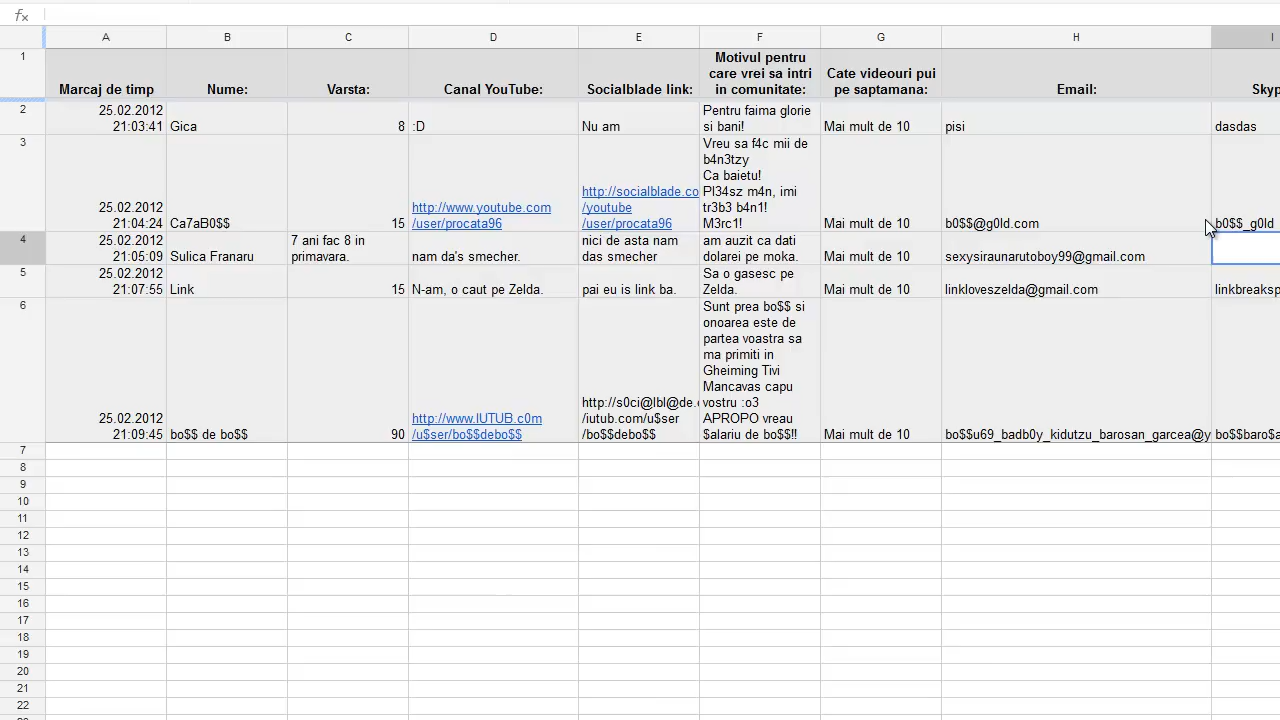 A B C D E F G H I
1 Marcaj de timp Nume: Varsta: Canal YouTube: Socialblade link: Motivul pentru
care vrei sa intri
in comunitate: Cate videouri pui
pe saptamana: Email: Skyp
2 25.02.2012
21:03:41 Gica 8 :D Nu am Pentru faima glorie
si bani! Mai mult de 10 pisi dasdas
3 25.02.2012
21:04:24 Ca7aB0$$ 15 http://www.youtube.com
/user/procata96 http://socialblade.co
/youtube
/user/procata96 Vreu sa f4c mii de
b4n3tzy
Ca baietu!
Pl34sz m4n, imi
tr3b3 b4n1!
M3rc1! Mai mult de 10 b0$$@g0ld.com b0$$_g0ld
4 25.02.2012
21:05:09 Sulica Franaru 7 ani fac 8 in
primavara. nam da's smecher. nici de asta nam
das smecher am auzit ca dati
dolarei pe moka. Mai mult de 10 sexysiraunarutoboy99@gmail.com
5 25.02.2012
21:07:55 Link 15 N-am, o caut pe Zelda. pai eu is link ba. Sa o gasesc pe
Zelda. Mai mult de 10 linkloveszelda@gmail.com linkbreaksp
6 25.02.2012
21:09:45 bo$$ de bo$$ 90 http://www.IUTUB.c0m
/u$ser/bo$$debo$$ http://s0ci@lbl@de.
/iutub.com/u$ser
/bo$$debo$$ Sunt prea bo$$ si
onoarea este de
partea voastra sa
ma primiti in
Gheiming Tivi
Mancavas capu
vostru :o3
APROPO vreau
$alariu de bo$$!! Mai mult de 10 bo$$u69_badb0y_kidutzu_barosan_garcea@y bo$$baro$a
7
8
9
10
11
12
13
14
15
16
17
18
19
20
21
22